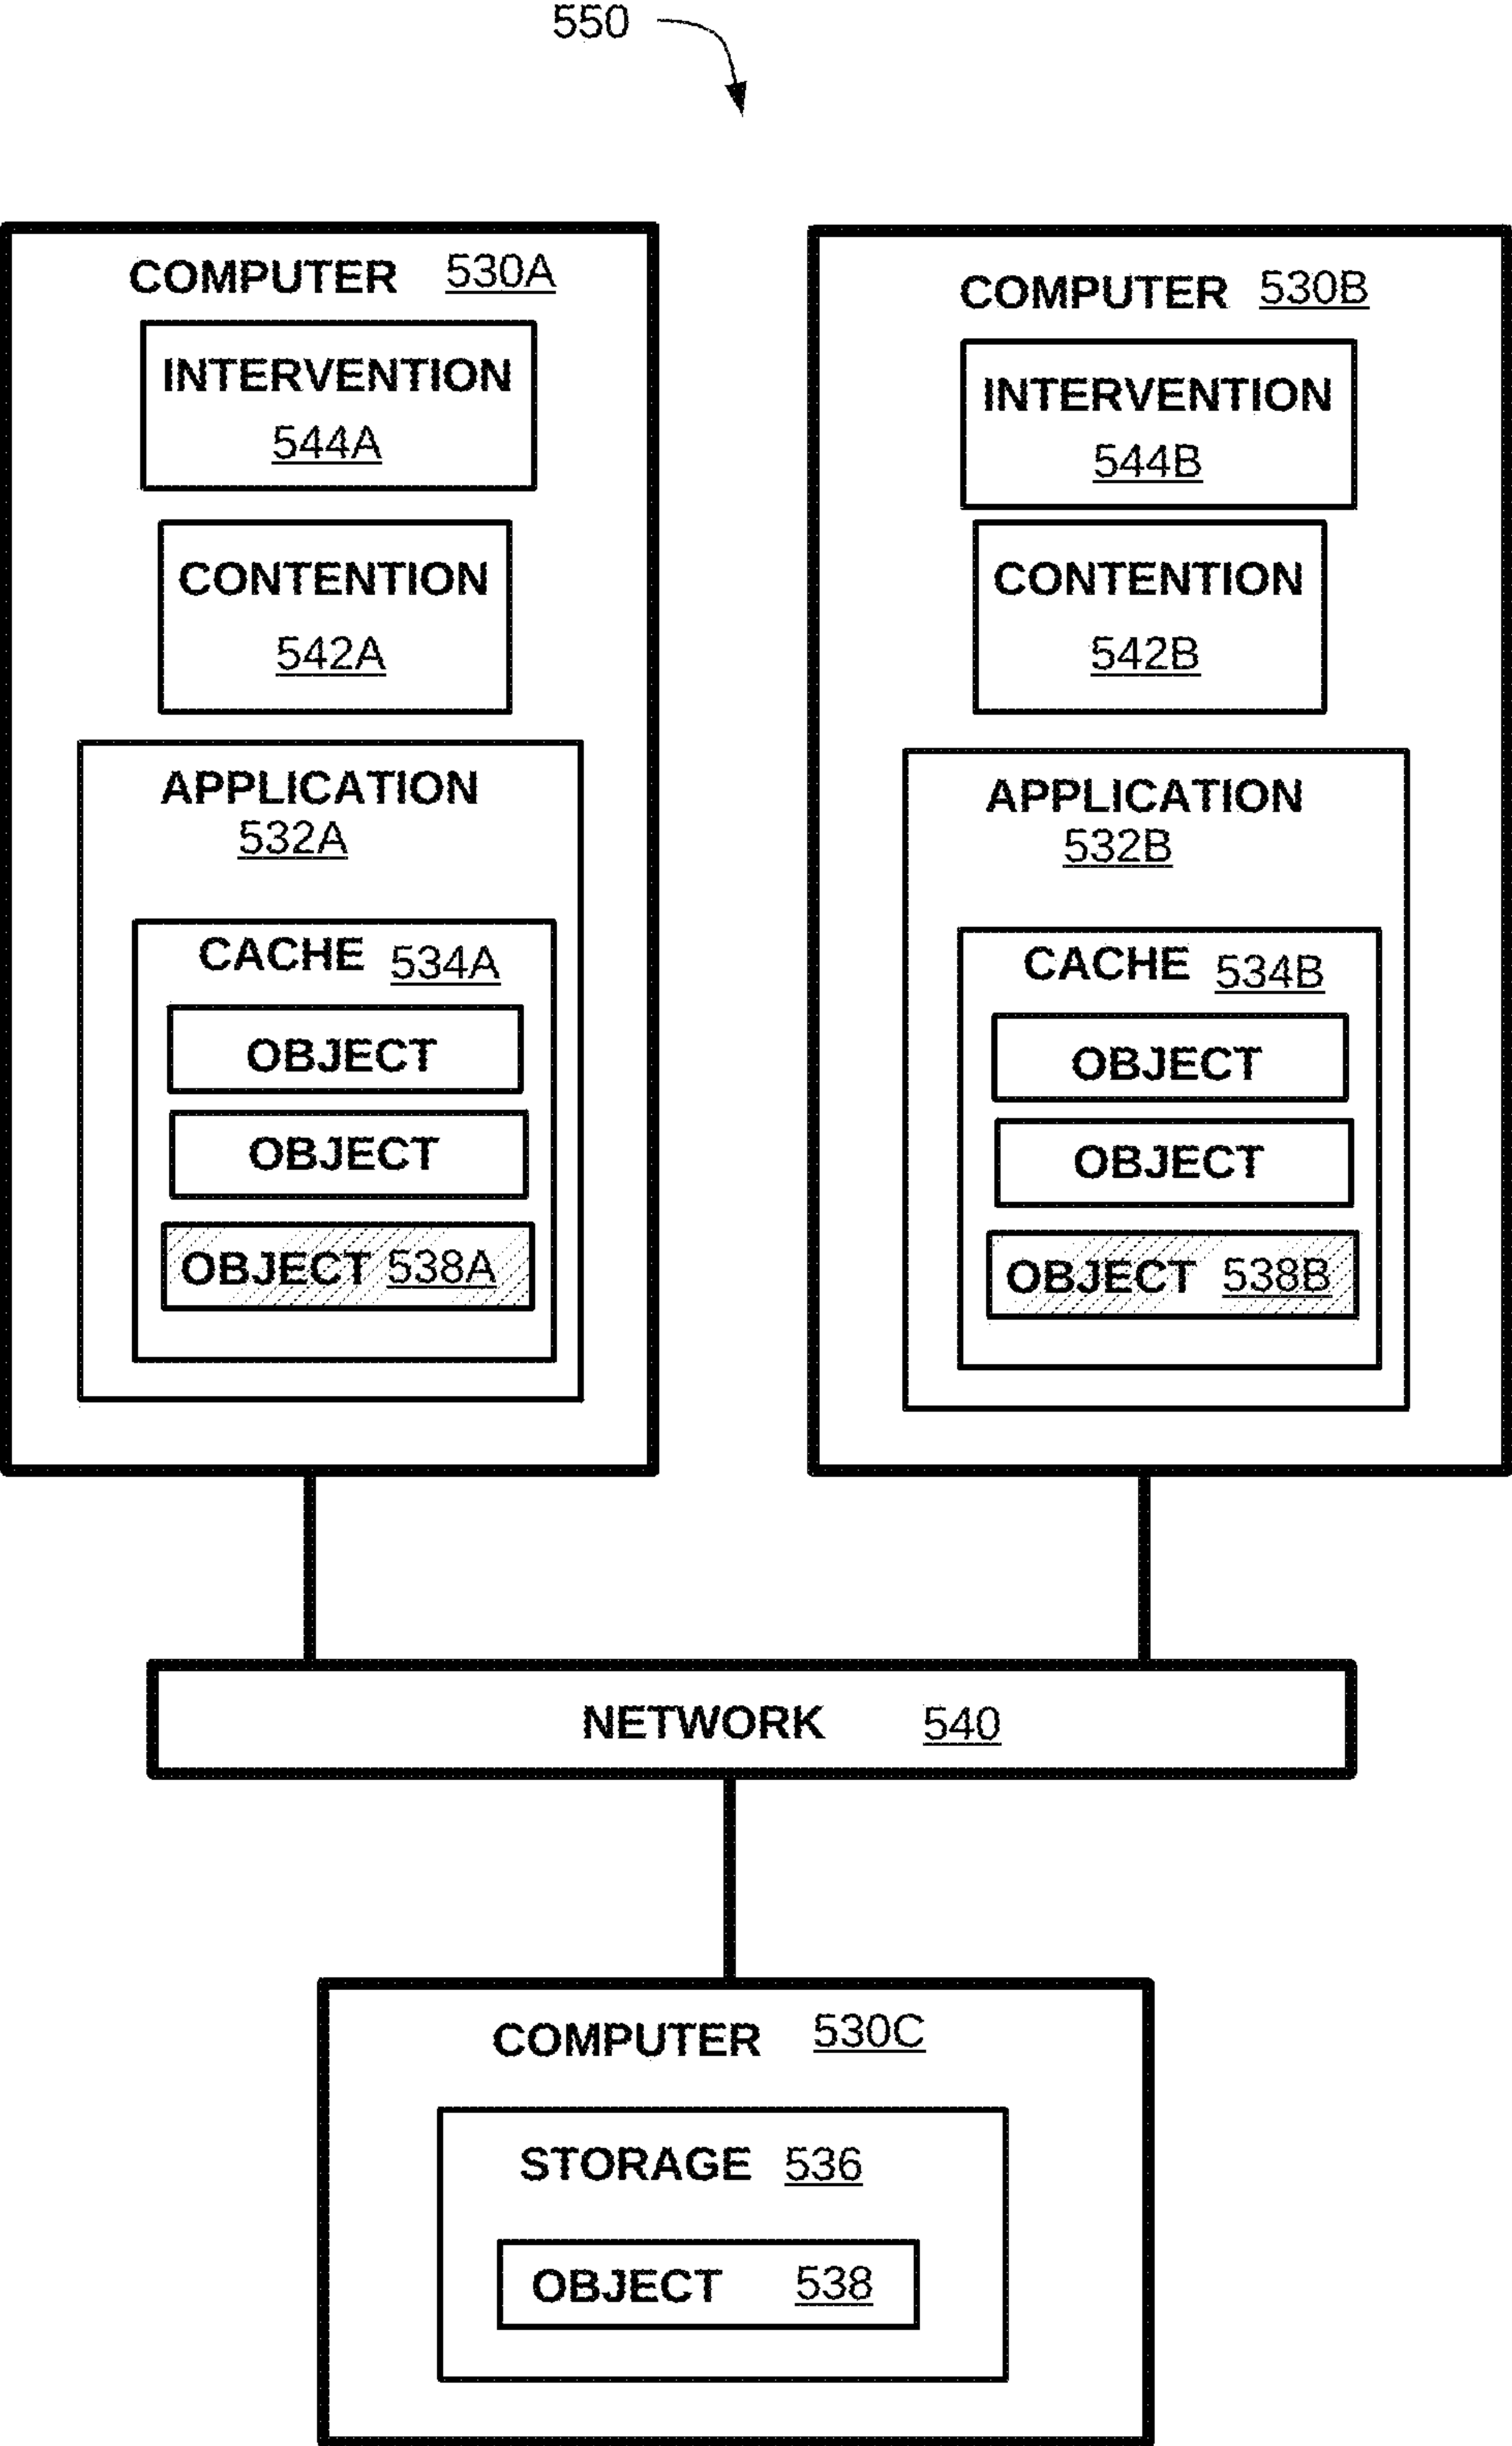 550
COMPUTER 530A
INTERVENTION
544A
CONTENTION
542A
APPLICATION
532A
CACHE 534A
OBJECT
OBJECT
OBJECT 538A
COMPUTER 530B
INTERVENTION
544B
CONTENTION
542B
APPLICATION
532B
CACHE 534B
OBJECT
OBJECT
OBJECT 538B
NETWORK 540
COMPUTER 530C
STORAGE 536
OBJECT 538